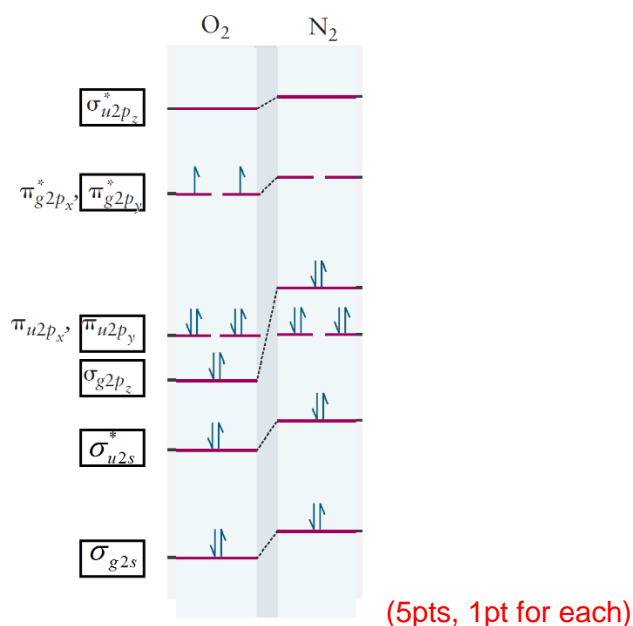 O₂ N₂
σ*u2pz
π*g2px, π*g2py
πu2px, πu2py
σg2pz
σ*u2s
σg2s
(5pts, 1pt for each)